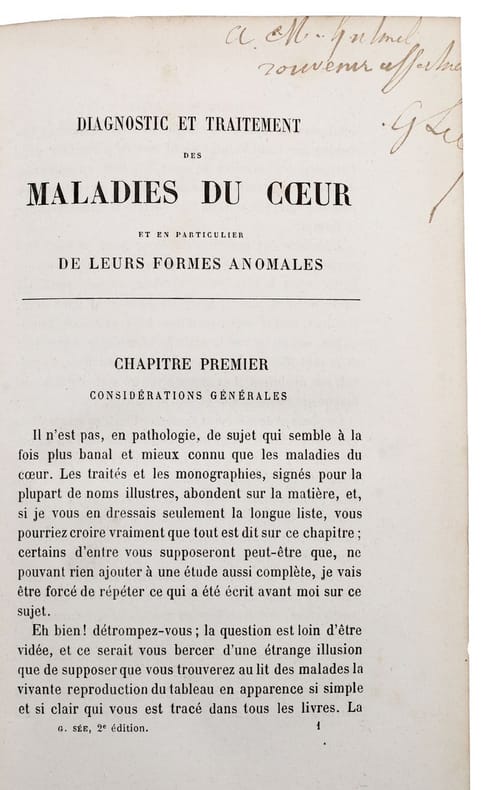 a M.
souvenir affectueux
G Sée
DIAGNOSTIC ET TRAITEMENT
DES
MALADIES DU CŒUR
ET EN PARTICULIER
DE LEURS FORMES ANOMALES
CHAPITRE PREMIER
CONSIDÉRATIONS GÉNÉRALES
Il n'est pas, en pathologie, de sujet qui semble à la
fois plus banal et mieux connu que les maladies du
cœur. Les traités et les monographies, signés pour la
plupart de noms illustres, abondent sur la matière, et,
si je vous en dressais seulement la longue liste, vous
pourriez croire vraiment que tout est dit sur ce chapitre ;
certains d'entre vous supposeront peut-être que, ne
pouvant rien ajouter à une étude aussi complète, je vais
être forcé de répéter ce qui a été écrit avant moi sur ce
sujet.
Eh bien! détrompez-vous ; la question est loin d'être
vidée, et ce serait vous bercer d'une étrange illusion
que de supposer que vous trouverez au lit des malades la
vivante reproduction du tableau en apparence si simple
et si clair qui vous est tracé dans tous les livres. La
G. SÉE, 2e édition. 1